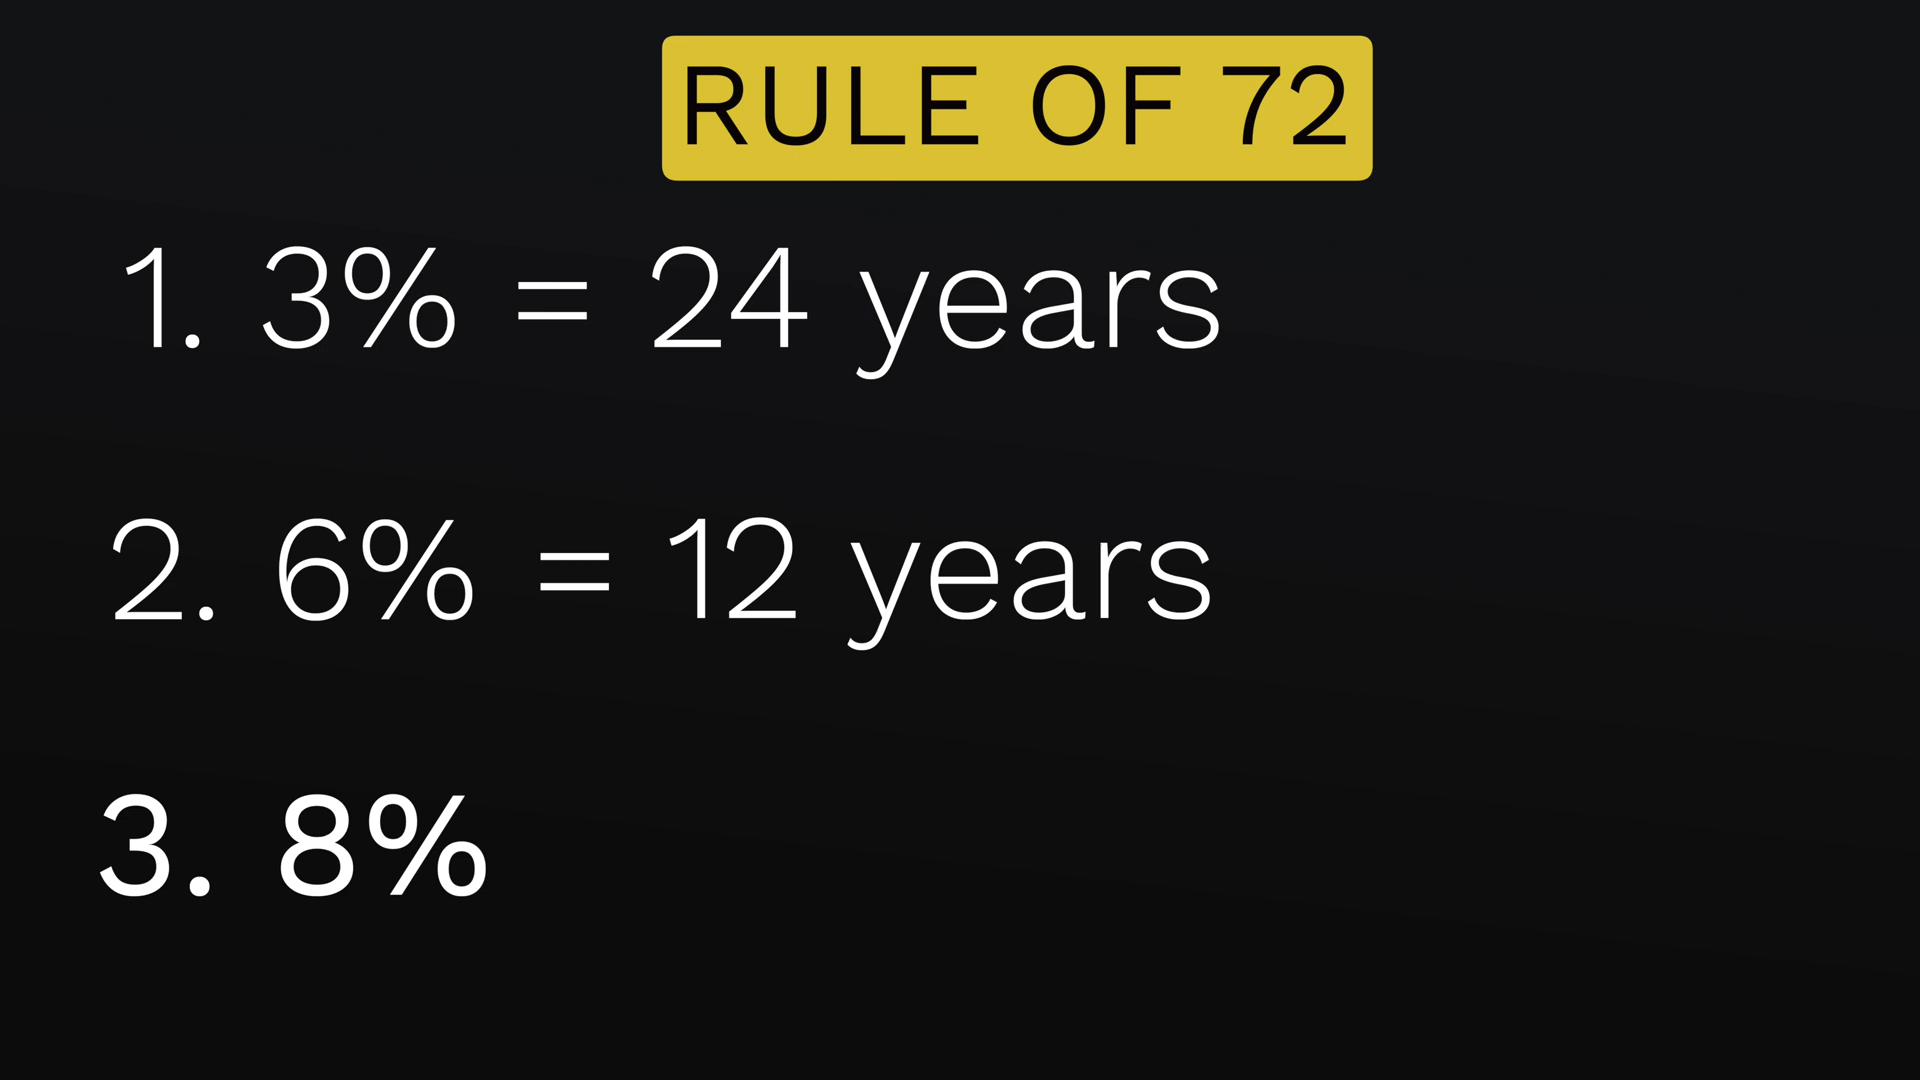 RULE OF 72
1. 3% = 24 years
2. 6% = 12 years
3. 8%